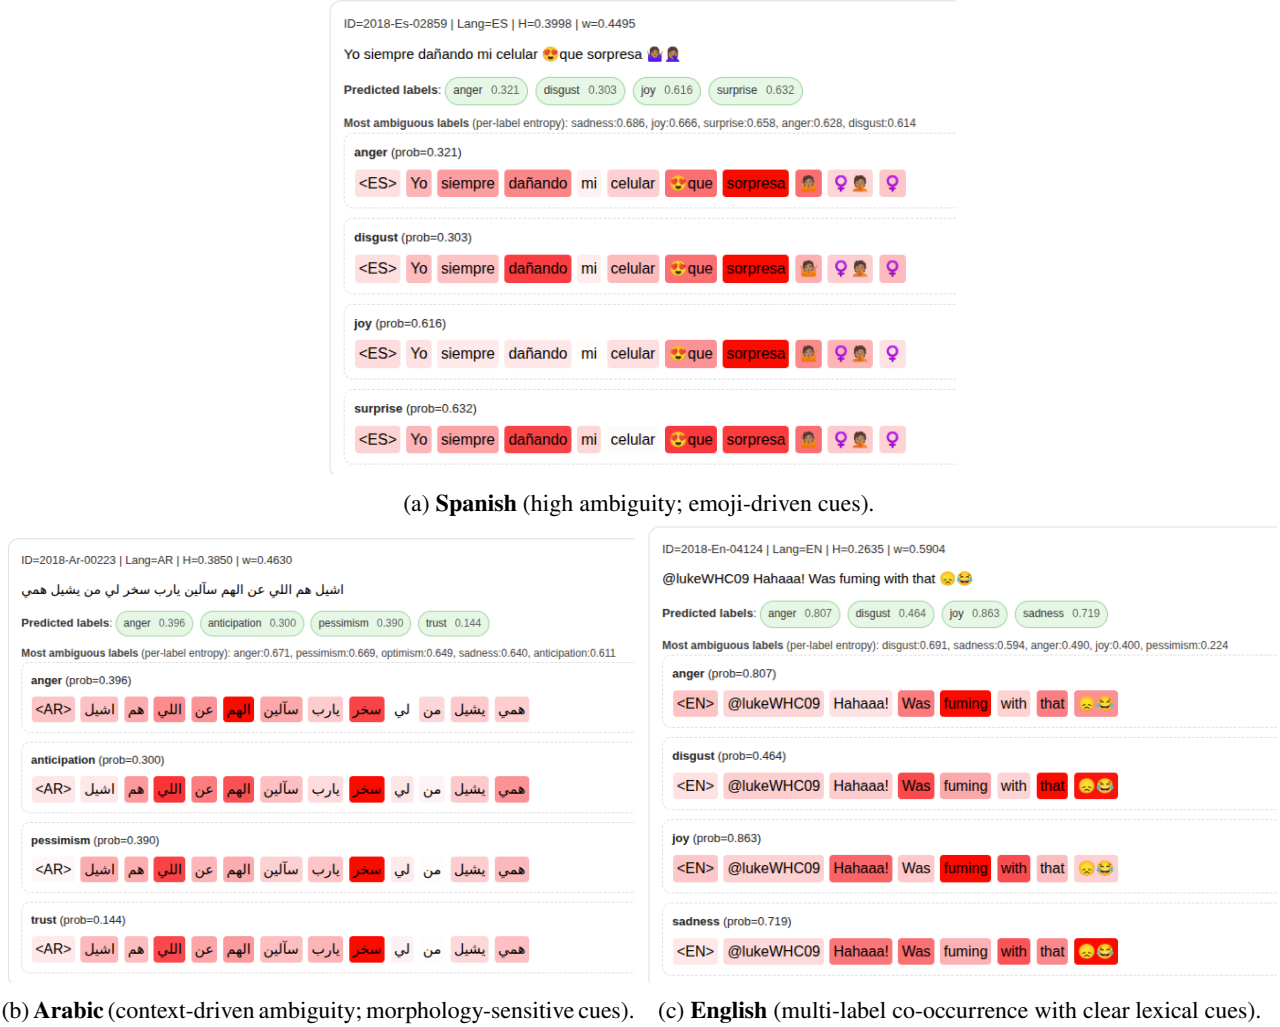 ID=2018-Es-02859 | Lang=ES | H=0.3998 | w=0.4495
Yo siempre dañando mi celular 😍que sorpresa 🤷🏽‍♀️🤦🏽‍♀️
Predicted labels: anger 0.321 disgust 0.303 joy 0.616 surprise 0.632
Most ambiguous labels (per-label entropy): sadness:0.686, joy:0.666, surprise:0.658, anger:0.628, disgust:0.614
anger (prob=0.321)
<ES> Yo siempre dañando mi celular 😍que sorpresa 🤷🏽 ♀🤦🏽 ♀
disgust (prob=0.303)
<ES> Yo siempre dañando mi celular 😍que sorpresa 🤷🏽 ♀🤦🏽 ♀
joy (prob=0.616)
<ES> Yo siempre dañando mi celular 😍que sorpresa 🤷🏽 ♀🤦🏽 ♀
surprise (prob=0.632)
<ES> Yo siempre dañando mi celular 😍que sorpresa 🤷🏽 ♀🤦🏽 ♀
(a) Spanish (high ambiguity; emoji-driven cues).
ID=2018-Ar-00223 | Lang=AR | H=0.3850 | w=0.4630
اشيل هم اللي عن الهم سآلين يارب سخر لي من يشيل همي
Predicted labels: anger 0.396 anticipation 0.300 pessimism 0.390 trust 0.144
Most ambiguous labels (per-label entropy): anger:0.671, pessimism:0.669, optimism:0.649, sadness:0.640, anticipation:0.611
anger (prob=0.396)
<AR> اشيل هم اللي عن الهم سآلين يارب سخر لي من يشيل همي
anticipation (prob=0.300)
<AR> اشيل هم اللي عن الهم سآلين يارب سخر لي من يشيل همي
pessimism (prob=0.390)
<AR> اشيل هم اللي عن الهم سآلين يارب سخر لي من يشيل همي
trust (prob=0.144)
<AR> اشيل هم اللي عن الهم سآلين يارب سخر لي من يشيل همي
(b) Arabic (context-driven ambiguity; morphology-sensitive cues).
ID=2018-En-04124 | Lang=EN | H=0.2635 | w=0.5904
@lukeWHC09 Hahaaa! Was fuming with that 😞😂
Predicted labels: anger 0.807 disgust 0.464 joy 0.863 sadness 0.719
Most ambiguous labels (per-label entropy): disgust:0.691, sadness:0.594, anger:0.490, joy:0.400, pessimism:0.224
anger (prob=0.807)
<EN> @lukeWHC09 Hahaaa! Was fuming with that 😞😂
disgust (prob=0.464)
<EN> @lukeWHC09 Hahaaa! Was fuming with that 😞😂
joy (prob=0.863)
<EN> @lukeWHC09 Hahaaa! Was fuming with that 😞😂
sadness (prob=0.719)
<EN> @lukeWHC09 Hahaaa! Was fuming with that 😞😂
(c) English (multi-label co-occurrence with clear lexical cues).